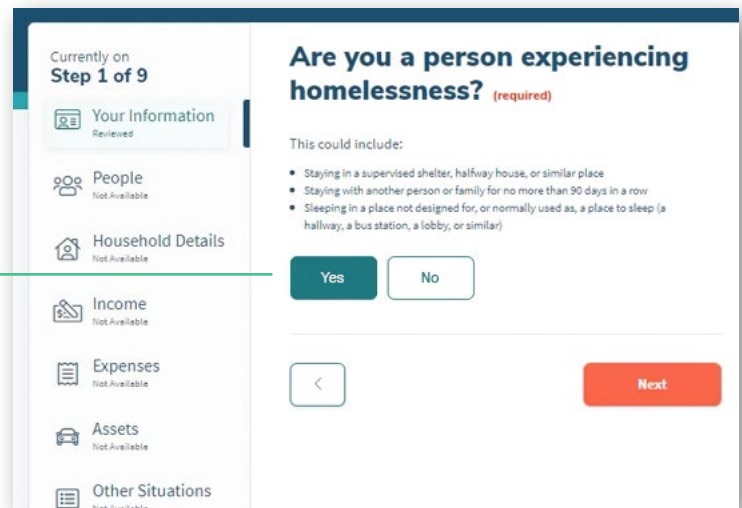 Currently on
Step 1 of 9
Your Information
Reviewed
People
Not Available
Household Details
Not Available
Income
Not Available
Expenses
Not Available
Assets
Not Available
Other Situations
Not Available
Are you a person experiencing
homelessness? (required)
This could include:
• Staying in a supervised shelter, halfway house, or similar place
• Staying with another person or family for no more than 90 days in a row
• Sleeping in a place not designed for, or normally used as, a place to sleep (a
hallway, a bus station, a lobby, or similar)
Yes
No
Next